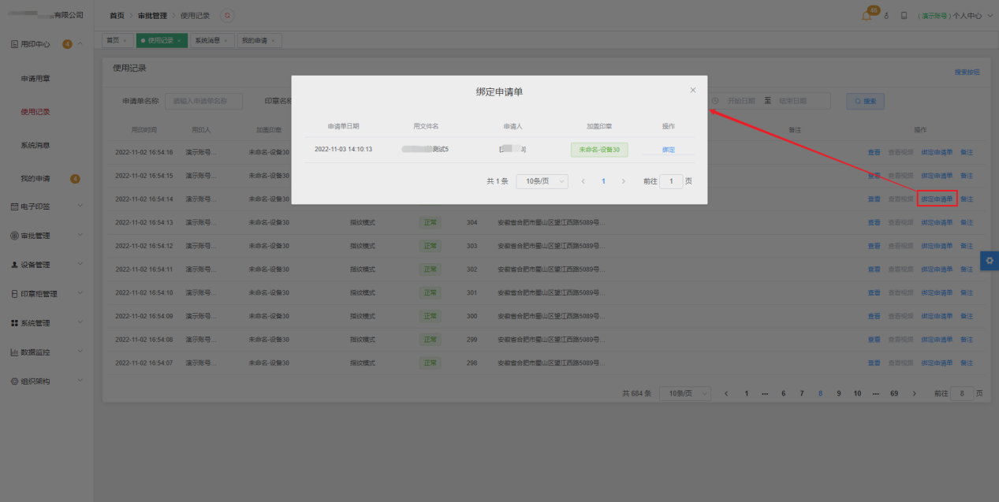 有限公司
首页 审批管理 使用记录
46
(演示账号) 个人中心
用印中心 4
申请用章
使用记录
系统消息
我的申请 4
电子印签
审批管理
设备管理
印章柜管理
系统管理
数据监控
组织架构
首页 × 使用记录 × 系统消息 × 我的申请 ×
使用记录
搜索按钮
申请单名称 请输入申请单名称 印章名称 开始日期 至 结束日期 搜索
用印时间 用印人 加盖印章 备注 操作
2022-11-02 16:54:16 演示账号... 未命名-设备30 查看 查看视频 绑定申请单 备注
2022-11-02 16:54:15 演示账号... 未命名-设备30 查看 查看视频 绑定申请单 备注
2022-11-02 16:54:14 演示账号... 未命名-设备30 查看 查看视频 绑定申请单 备注
2022-11-02 16:54:13 演示账号... 未命名-设备30 指纹模式 正常 304 安徽省合肥市蜀山区望江西路5089号... 查看 查看视频 绑定申请单 备注
2022-11-02 16:54:12 演示账号... 未命名-设备30 指纹模式 正常 303 安徽省合肥市蜀山区望江西路5089号... 查看 查看视频 绑定申请单 备注
2022-11-02 16:54:11 演示账号... 未命名-设备30 指纹模式 正常 302 安徽省合肥市蜀山区望江西路5089号... 查看 查看视频 绑定申请单 备注
2022-11-02 16:54:10 演示账号... 未命名-设备30 指纹模式 正常 301 安徽省合肥市蜀山区望江西路5089号... 查看 查看视频 绑定申请单 备注
2022-11-02 16:54:09 演示账号... 未命名-设备30 指纹模式 正常 300 安徽省合肥市蜀山区望江西路5089号... 查看 查看视频 绑定申请单 备注
2022-11-02 16:54:08 演示账号... 未命名-设备30 指纹模式 正常 299 安徽省合肥市蜀山区望江西路5089号... 查看 查看视频 绑定申请单 备注
2022-11-02 16:54:07 演示账号... 未命名-设备30 指纹模式 正常 298 安徽省合肥市蜀山区望江西路5089号... 查看 查看视频 绑定申请单 备注
共 684 条 10条/页 < 1 ... 6 7 8 9 10 ... 69 > 前往 8 页
绑定申请单
申请单日期 用文件名 申请人 加盖印章 操作
2022-11-03 14:10:13 测试5 未命名-设备30 绑定
共 1 条 10条/页 < 1 > 前往 1 页